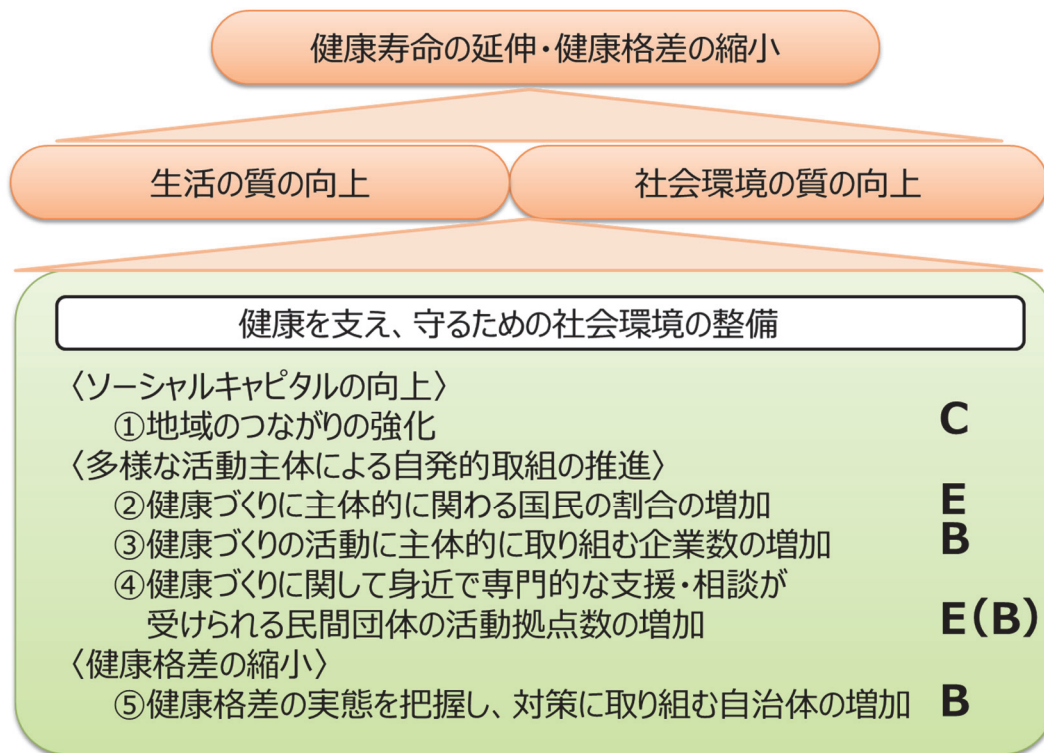 健康寿命の延伸・健康格差の縮小
生活の質の向上
社会環境の質の向上
健康を支え、守るための社会環境の整備
〈ソーシャルキャピタルの向上〉
①地域のつながりの強化 C
〈多様な活動主体による自発的取組の推進〉
②健康づくりに主体的に関わる国民の割合の増加 E
③健康づくりの活動に主体的に取り組む企業数の増加 B
④健康づくりに関して身近で専門的な支援・相談が
受けられる民間団体の活動拠点数の増加 E(B)
〈健康格差の縮小〉
⑤健康格差の実態を把握し、対策に取り組む自治体の増加 B